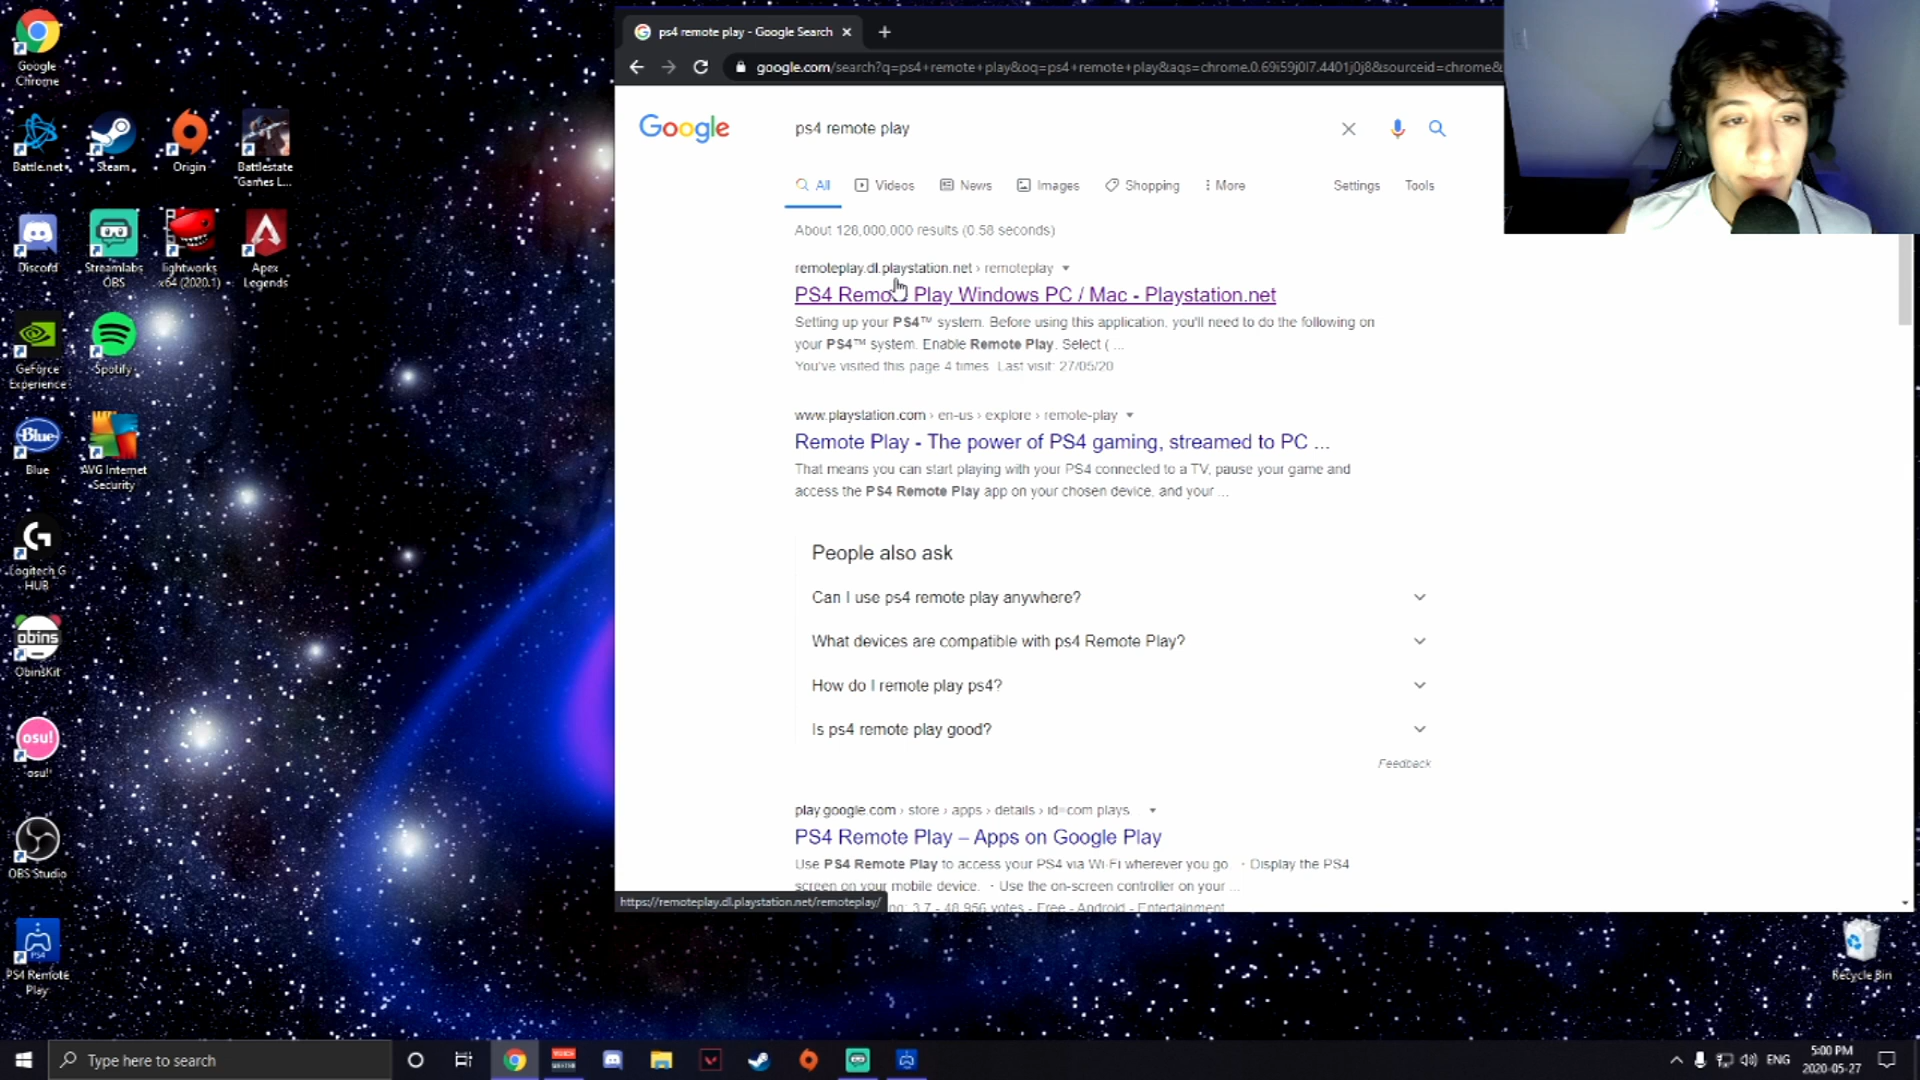 Google
Chrome
Battle.net
Steam
Origin
Battlestate
Games L...
Discord
Streamlabs
OBS
lightworks
x64 (2020.1)
Apex
Legends
GeForce
Experience
Spotify
Blue
Blue
AVG Internet
Security
Logitech G
HUB
obins
ObinsKit
osu!
osu!
OBS Studio
PS4
PS4 Remote
Play
ps4 remote play - Google Search
google.com/search?q=ps4+remote+play&oq=ps4+remote+play&aqs=chrome.0.69i59j0l7.4401j0j8&sourceid=chrome&
Google
ps4 remote play
All
Videos
News
Images
Shopping
More
Settings
Tools
About 128,000,000 results (0.58 seconds)
remoteplay.dl.playstation.net › remoteplay
PS4 Remote Play Windows PC / Mac - Playstation.net
Setting up your PS4™ system. Before using this application, you'll need to do the following on
your PS4™ system. Enable Remote Play. Select ( ...
You've visited this page 4 times. Last visit: 27/05/20
www.playstation.com › en-us › explore › remote-play
Remote Play - The power of PS4 gaming, streamed to PC ...
That means you can start playing with your PS4 connected to a TV, pause your game and
access the PS4 Remote Play app on your chosen device, and your ...
People also ask
Can I use ps4 remote play anywhere?
What devices are compatible with ps4 Remote Play?
How do I remote play ps4?
Is ps4 remote play good?
Feedback
play.google.com › store › apps › details › id=com.plays
PS4 Remote Play – Apps on Google Play
Use PS4 Remote Play to access your PS4 via Wi-Fi wherever you go · Display the PS4
screen on your mobile device. · Use the on-screen controller on your ...
3.7 - 48,956 votes - Free - Android - Entertainment
https://remoteplay.dl.playstation.net/remoteplay/
Recycle Bin
Type here to search
ENG
5:00 PM
2020-05-27